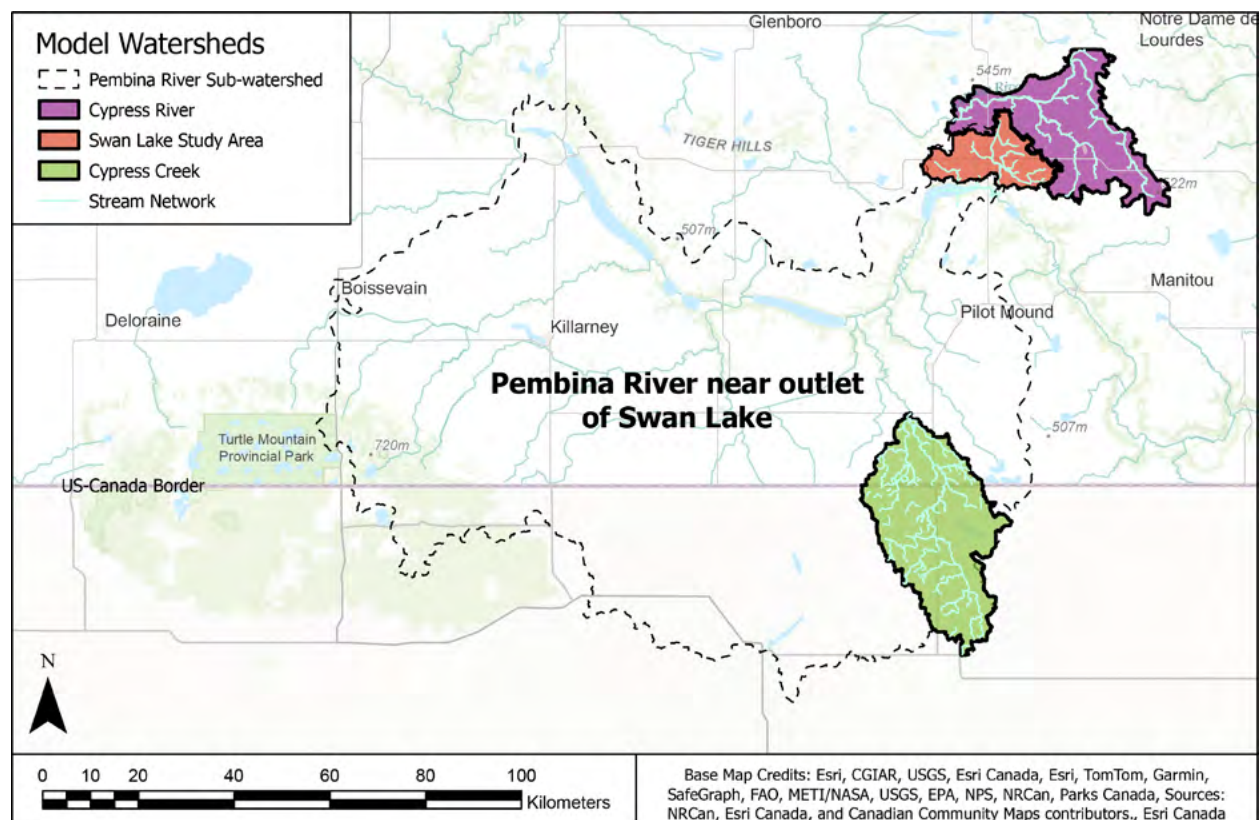 Model Watersheds
Pembina River Sub-watershed
Cypress River
Swan Lake Study Area
Cypress Creek
Stream Network
Glenboro
Notre Dame de
Lourdes
545m
TIGER HILLS
522m
507m
Boissevain
Manitou
Deloraine
Killarney
Pilot Mound
Pembina River near outlet
of Swan Lake
Turtle Mountain
Provincial Park
720m
507m
US-Canada Border
N
0 10 20 40 60 80 100
Kilometers
Base Map Credits: Esri, CGIAR, USGS, Esri Canada, Esri, TomTom, Garmin,
SafeGraph, FAO, METI/NASA, USGS, EPA, NPS, NRCan, Parks Canada, Sources:
NRCan, Esri Canada, and Canadian Community Maps contributors., Esri Canada